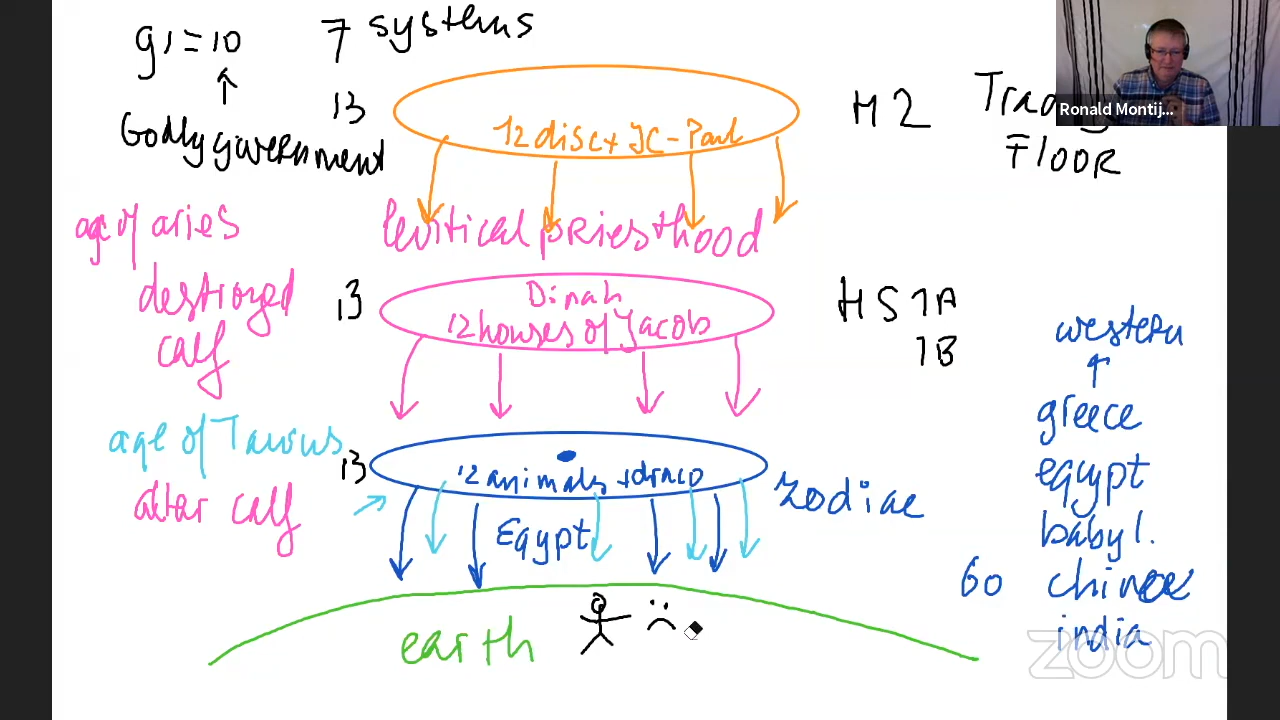 g1=10
7 systems
Godly government
13
12 disc + JC - Paul
H2
Trad
FLOOR
Ronald Montij...
age of aries
destroyed
calf
levitical priesthood
13
Dinah
12 houses of Jacob
HS 1A
1B
western
greece
egypt
babyl.
60 chinese
india
age of Taurus
alter calf
13
12 animals + draco
Zodiac
Egypt
earth
zoom